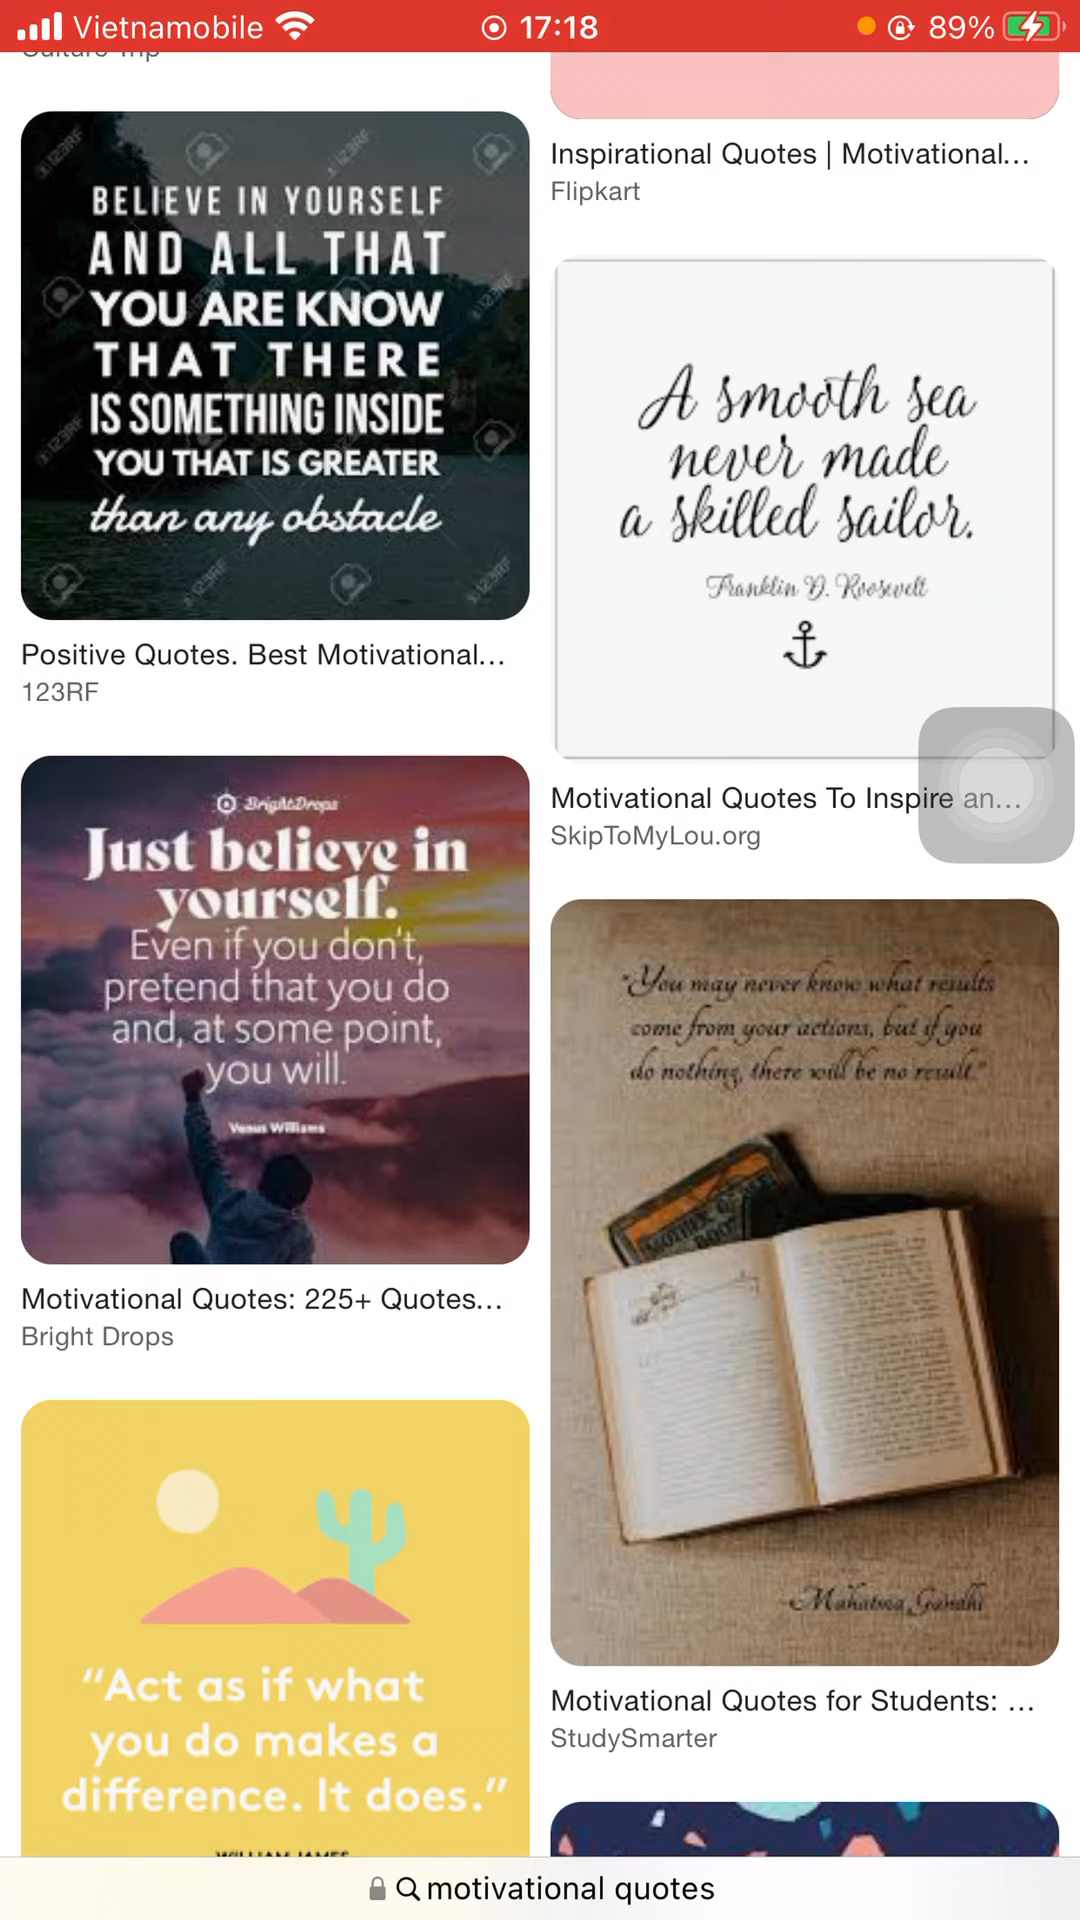 Vietnamobile 17:18 89%
Culture Trip
BELIEVE IN YOURSELF
AND ALL THAT
YOU ARE KNOW
THAT THERE
IS SOMETHING INSIDE
YOU THAT IS GREATER
than any obstacle
Positive Quotes. Best Motivational...
123RF
BrightDrops
Just believe in
yourself.
Even if you don't,
pretend that you do
and, at some point,
you will.
Venus Williams
Motivational Quotes: 225+ Quotes...
Bright Drops
“Act as if what
you do makes a
difference. It does.”
WILLIAM JAMES
Inspirational Quotes | Motivational...
Flipkart
A smooth sea
never made
a skilled sailor.
Franklin D. Roosevelt
Motivational Quotes To Inspire an...
SkipToMyLou.org
"You may never know what results
come from your actions, but if you
do nothing, there will be no result."
-Mahatma Gandhi
Motivational Quotes for Students: ...
StudySmarter
motivational quotes